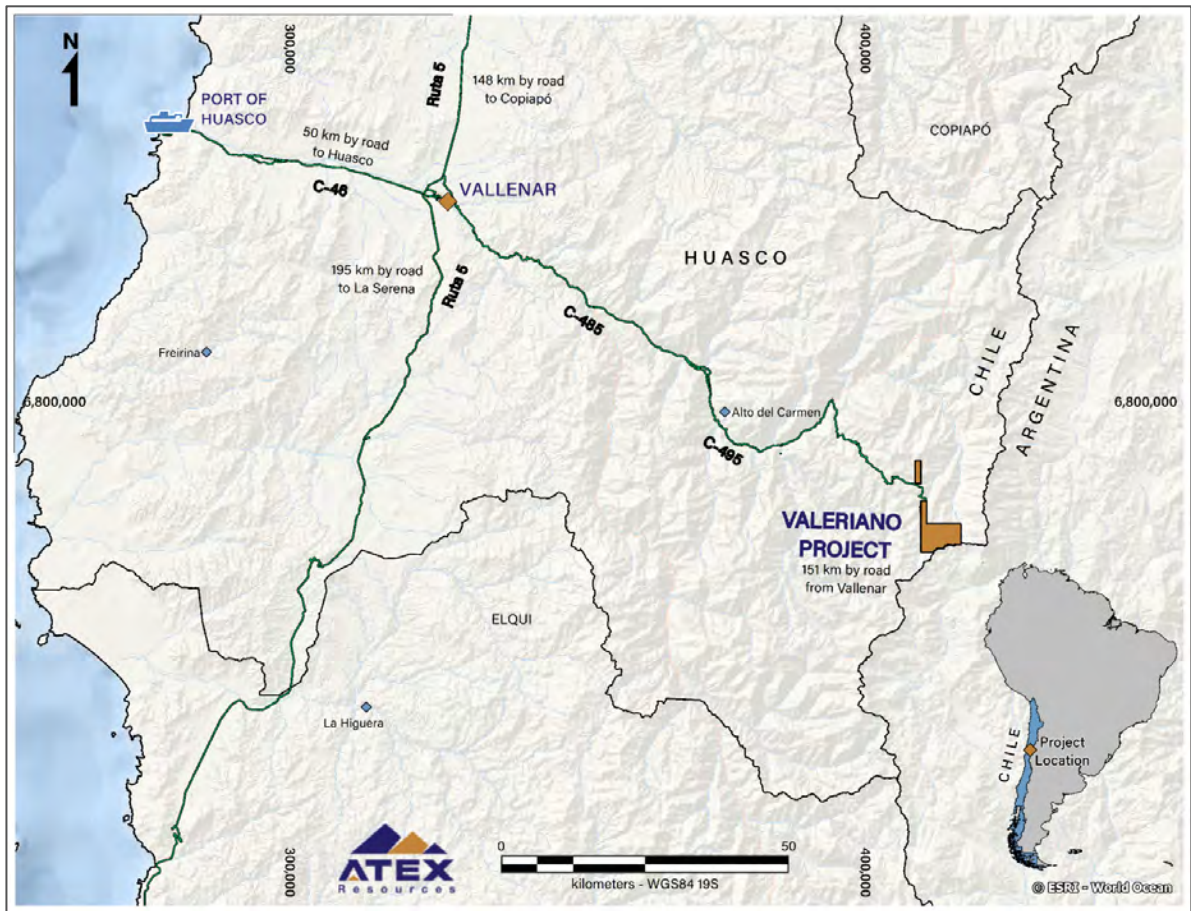 N
300,000
400,000
PORT OF
HUASCO
Ruta 5
148 km by road
to Copiapó
COPIAPÓ
50 km by road
to Huasco
C-46
VALLENAR
HUASCO
195 km by road
to La Serena
Ruta 5
C-485
CHILE
ARGENTINA
Freirina
6,800,000
6,800,000
Alto del Carmen
C-495
VALERIANO
PROJECT
151 km by road
from Vallenar
ELQUI
La Higuera
CHILE
Project
Location
ATEX
Resources
300,000
0
50
kilometers - WGS84 19S
400,000
© ESRI - World Ocean